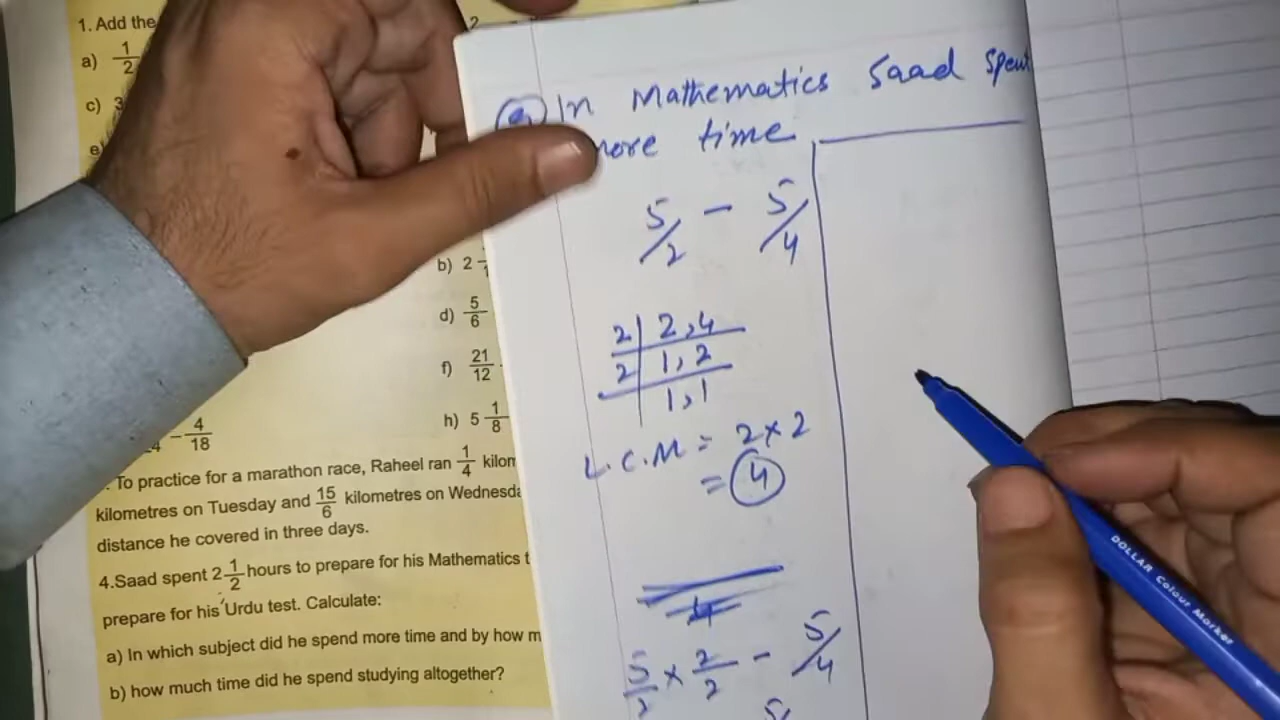 1. Add the
a) 1/2
c) 3
e)
b) 2
d) 5/6
f) 21/12
h) 5 1/8
- 4/18
To practice for a marathon race, Raheel ran 1/4 kilom
kilometres on Tuesday and 15/6 kilometres on Wednesda
distance he covered in three days.
4.Saad spent 2 1/2 hours to prepare for his Mathematics t
prepare for his Urdu test. Calculate:
a) In which subject did he spend more time and by how m
b) how much time did he spend studying altogether?
In Mathematics Saad spent
more time
5/2 - 5/4
2 | 2, 4
2 | 1, 2
1, 1
L.C.M = 2 × 2
= 4
4
5/2 × 2/2 - 5/4
DOLLAR Colour Marker